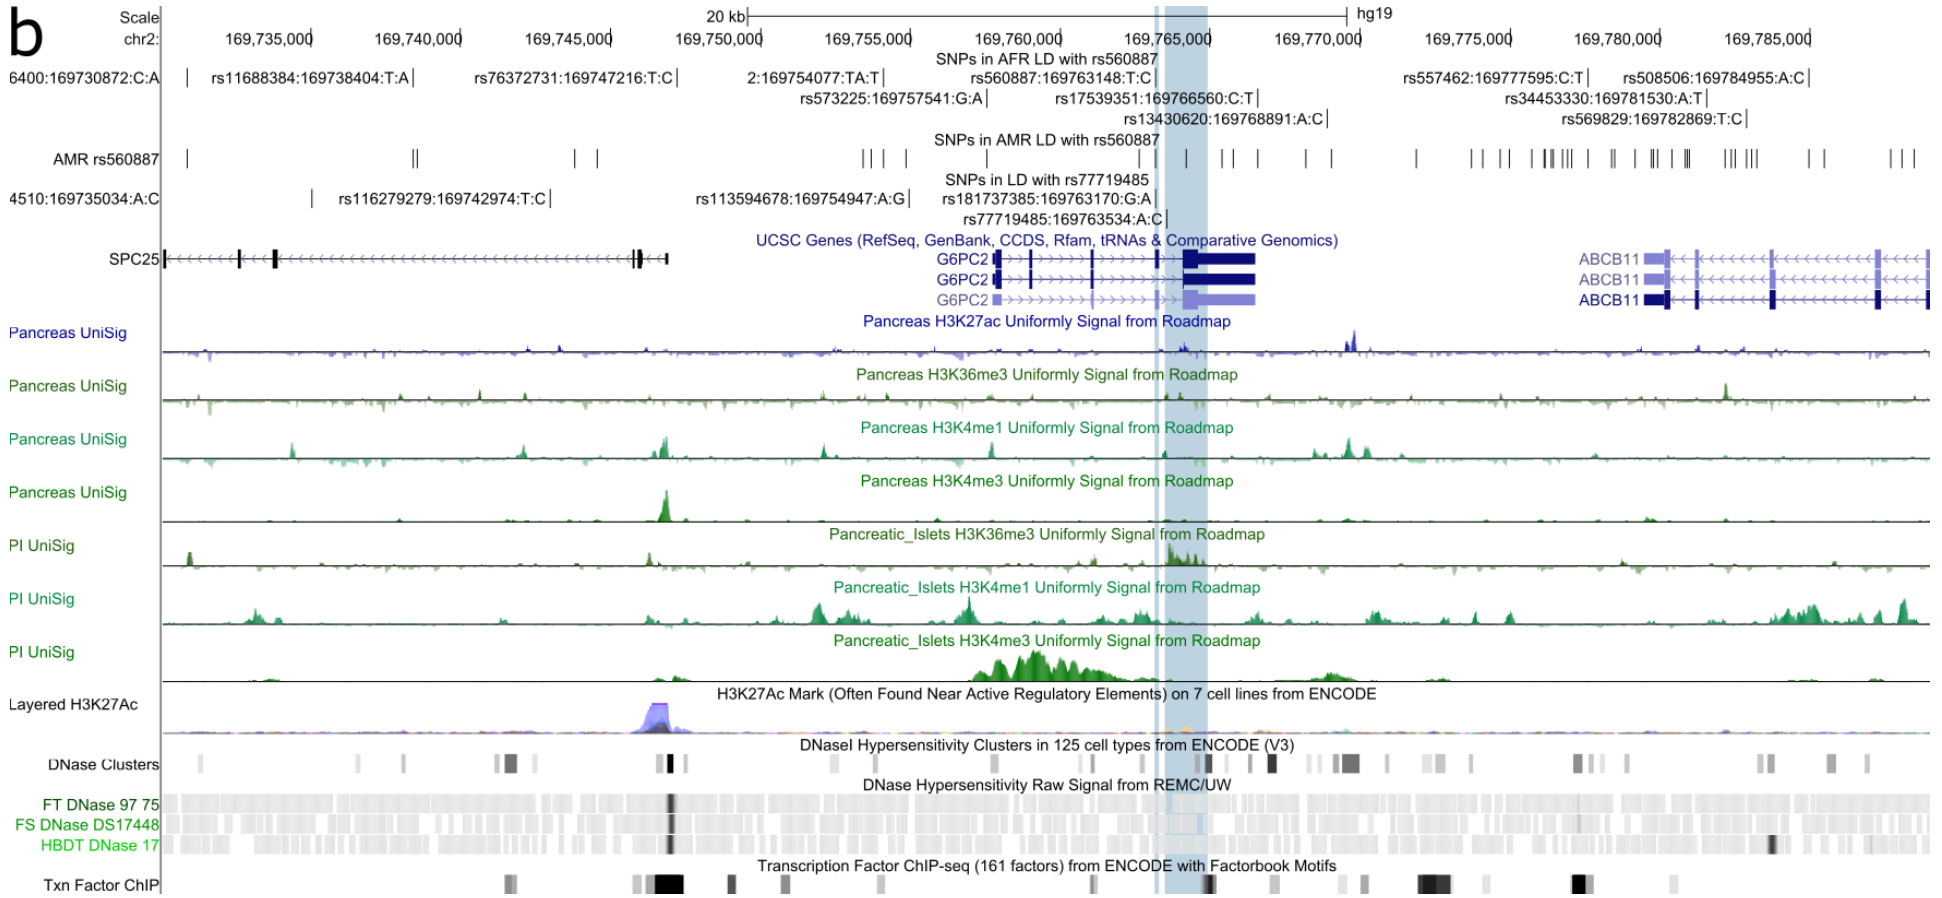 b
Scale 20 kb hg19
chr2: 169,735,000 169,740,000 169,745,000 169,750,000 169,755,000 169,760,000 169,765,000 169,770,000 169,775,000 169,780,000 169,785,000
SNPs in AFR LD with rs560887
6400:169730872:C:A rs11688384:169738404:T:A rs76372731:169747216:T:C 2:169754077:TA:T rs560887:169763148:T:C rs557462:169777595:C:T rs508506:169784955:A:C
rs573225:169757541:G:A rs17539351:169766560:C:T rs34453330:169781530:A:T
rs13430620:169768891:A:C rs569829:169782869:T:C
SNPs in AMR LD with rs560887
AMR rs560887
SNPs in LD with rs77719485
4510:169735034:A:C rs116279279:169742974:T:C rs113594678:169754947:A:G rs181737385:169763170:G:A
rs77719485:169763534:A:C
UCSC Genes (RefSeq, GenBank, CCDS, Rfam, tRNAs & Comparative Genomics)
SPC25 G6PC2 ABCB11
G6PC2 ABCB11
G6PC2 ABCB11
Pancreas H3K27ac Uniformly Signal from Roadmap
Pancreas UniSig
Pancreas H3K36me3 Uniformly Signal from Roadmap
Pancreas UniSig
Pancreas H3K4me1 Uniformly Signal from Roadmap
Pancreas UniSig
Pancreas H3K4me3 Uniformly Signal from Roadmap
Pancreas UniSig
Pancreatic_Islets H3K36me3 Uniformly Signal from Roadmap
PI UniSig
Pancreatic_Islets H3K4me1 Uniformly Signal from Roadmap
PI UniSig
Pancreatic_Islets H3K4me3 Uniformly Signal from Roadmap
PI UniSig
H3K27Ac Mark (Often Found Near Active Regulatory Elements) on 7 cell lines from ENCODE
Layered H3K27Ac
DNaseI Hypersensitivity Clusters in 125 cell types from ENCODE (V3)
DNase Clusters
DNase Hypersensitivity Raw Signal from REMC/UW
FT DNase 97 75
FS DNase DS17448
HBDT DNase 17
Transcription Factor ChIP-seq (161 factors) from ENCODE with Factorbook Motifs
Txn Factor ChIP